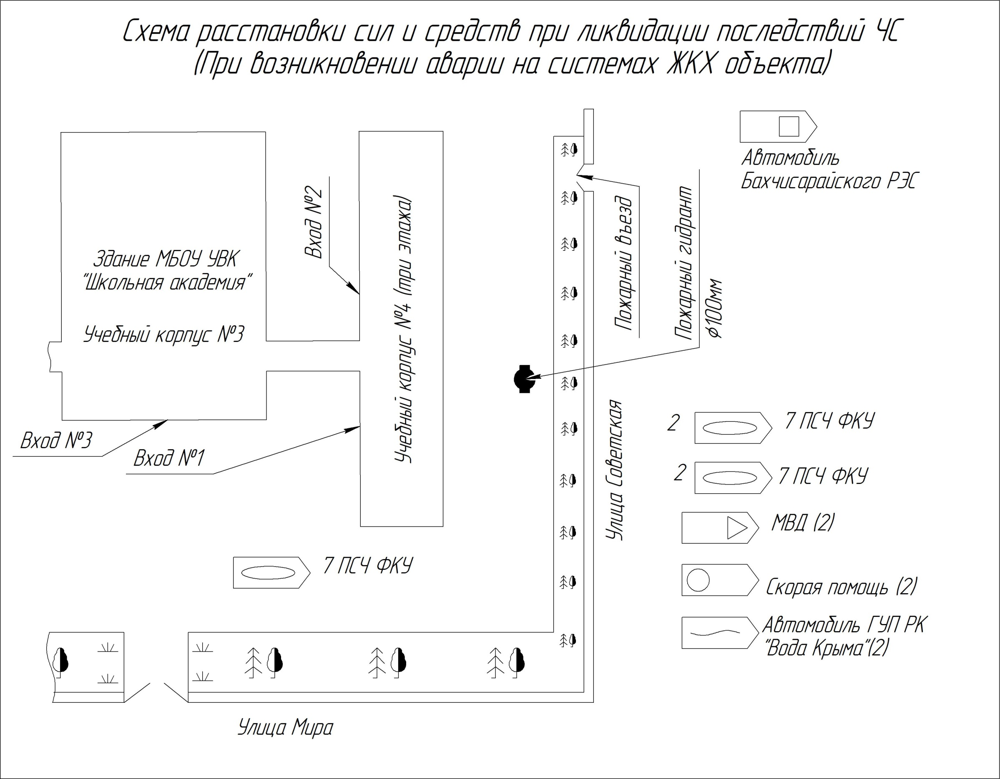 Схема расстановки сил и средств при ликвидации последствий ЧС
(При возникновении аварии на системах ЖКХ объекта)
Автомобиль
Бахчисарайского РЭС
Вход №2
Учебный корпус №4 (три этажа)
Пожарный въезд
Пожарный гидрант
ф100мм
Здание МБОУ УВК
"Школьная академия"
Учебный корпус №3
Вход №3
Вход №1
Улица Советская
2 7 ПСЧ ФКУ
2 7 ПСЧ ФКУ
МВД (2)
7 ПСЧ ФКУ
Скорая помощь (2)
Автомобиль ГУП РК
"Вода Крыма"(2)
Улица Мира